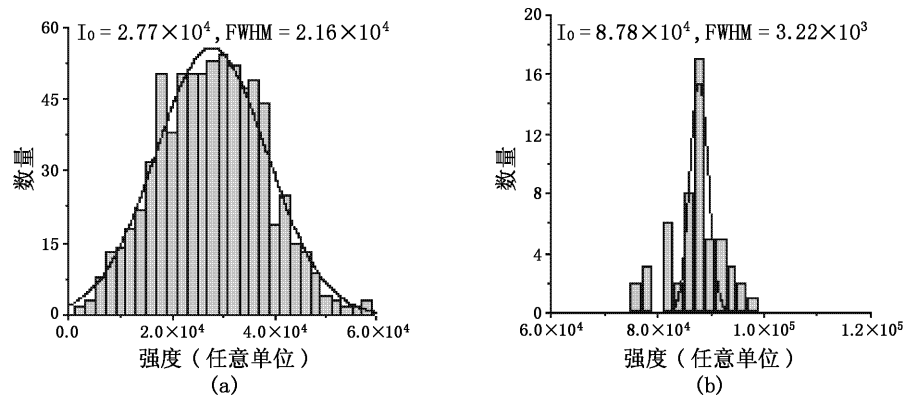 I₀ = 2.77×10⁴, FWHM = 2.16×10⁴
60
45
30
15
0
数量
0.0 2.0×10⁴ 4.0×10⁴ 6.0×10⁴
强度（任意单位）
(a)
I₀ = 8.78×10⁴, FWHM = 3.22×10³
20
16
12
8
4
0
数量
6.0×10⁴ 8.0×10⁴ 1.0×10⁵ 1.2×10⁵
强度（任意单位）
(b)